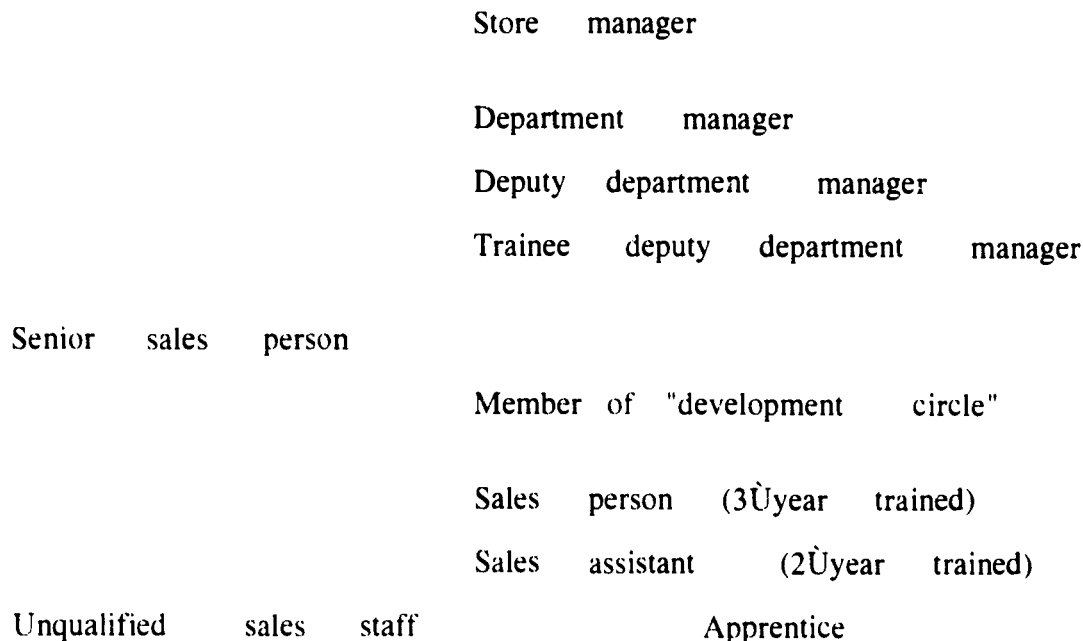 Store manager
Department manager
Deputy department manager
Trainee deputy department manager
Senior sales person
Member of "development circle"
Sales person (3Ùyear trained)
Sales assistant (2Ùyear trained)
Unqualified sales staff Apprentice